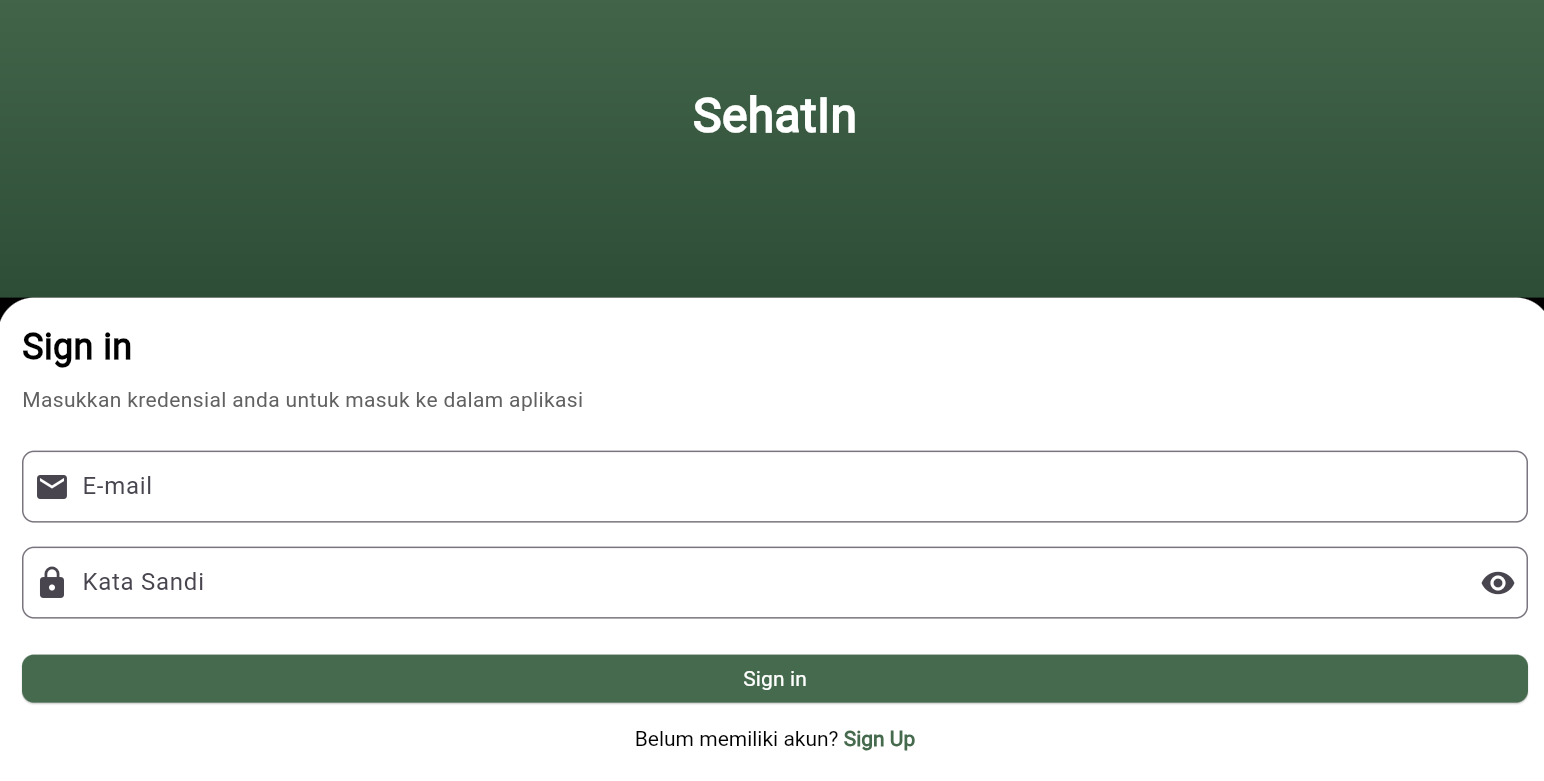 SehatIn
Sign in
Masukkan kredensial anda untuk masuk ke dalam aplikasi
E-mail
Kata Sandi
Sign in
Belum memiliki akun? Sign Up